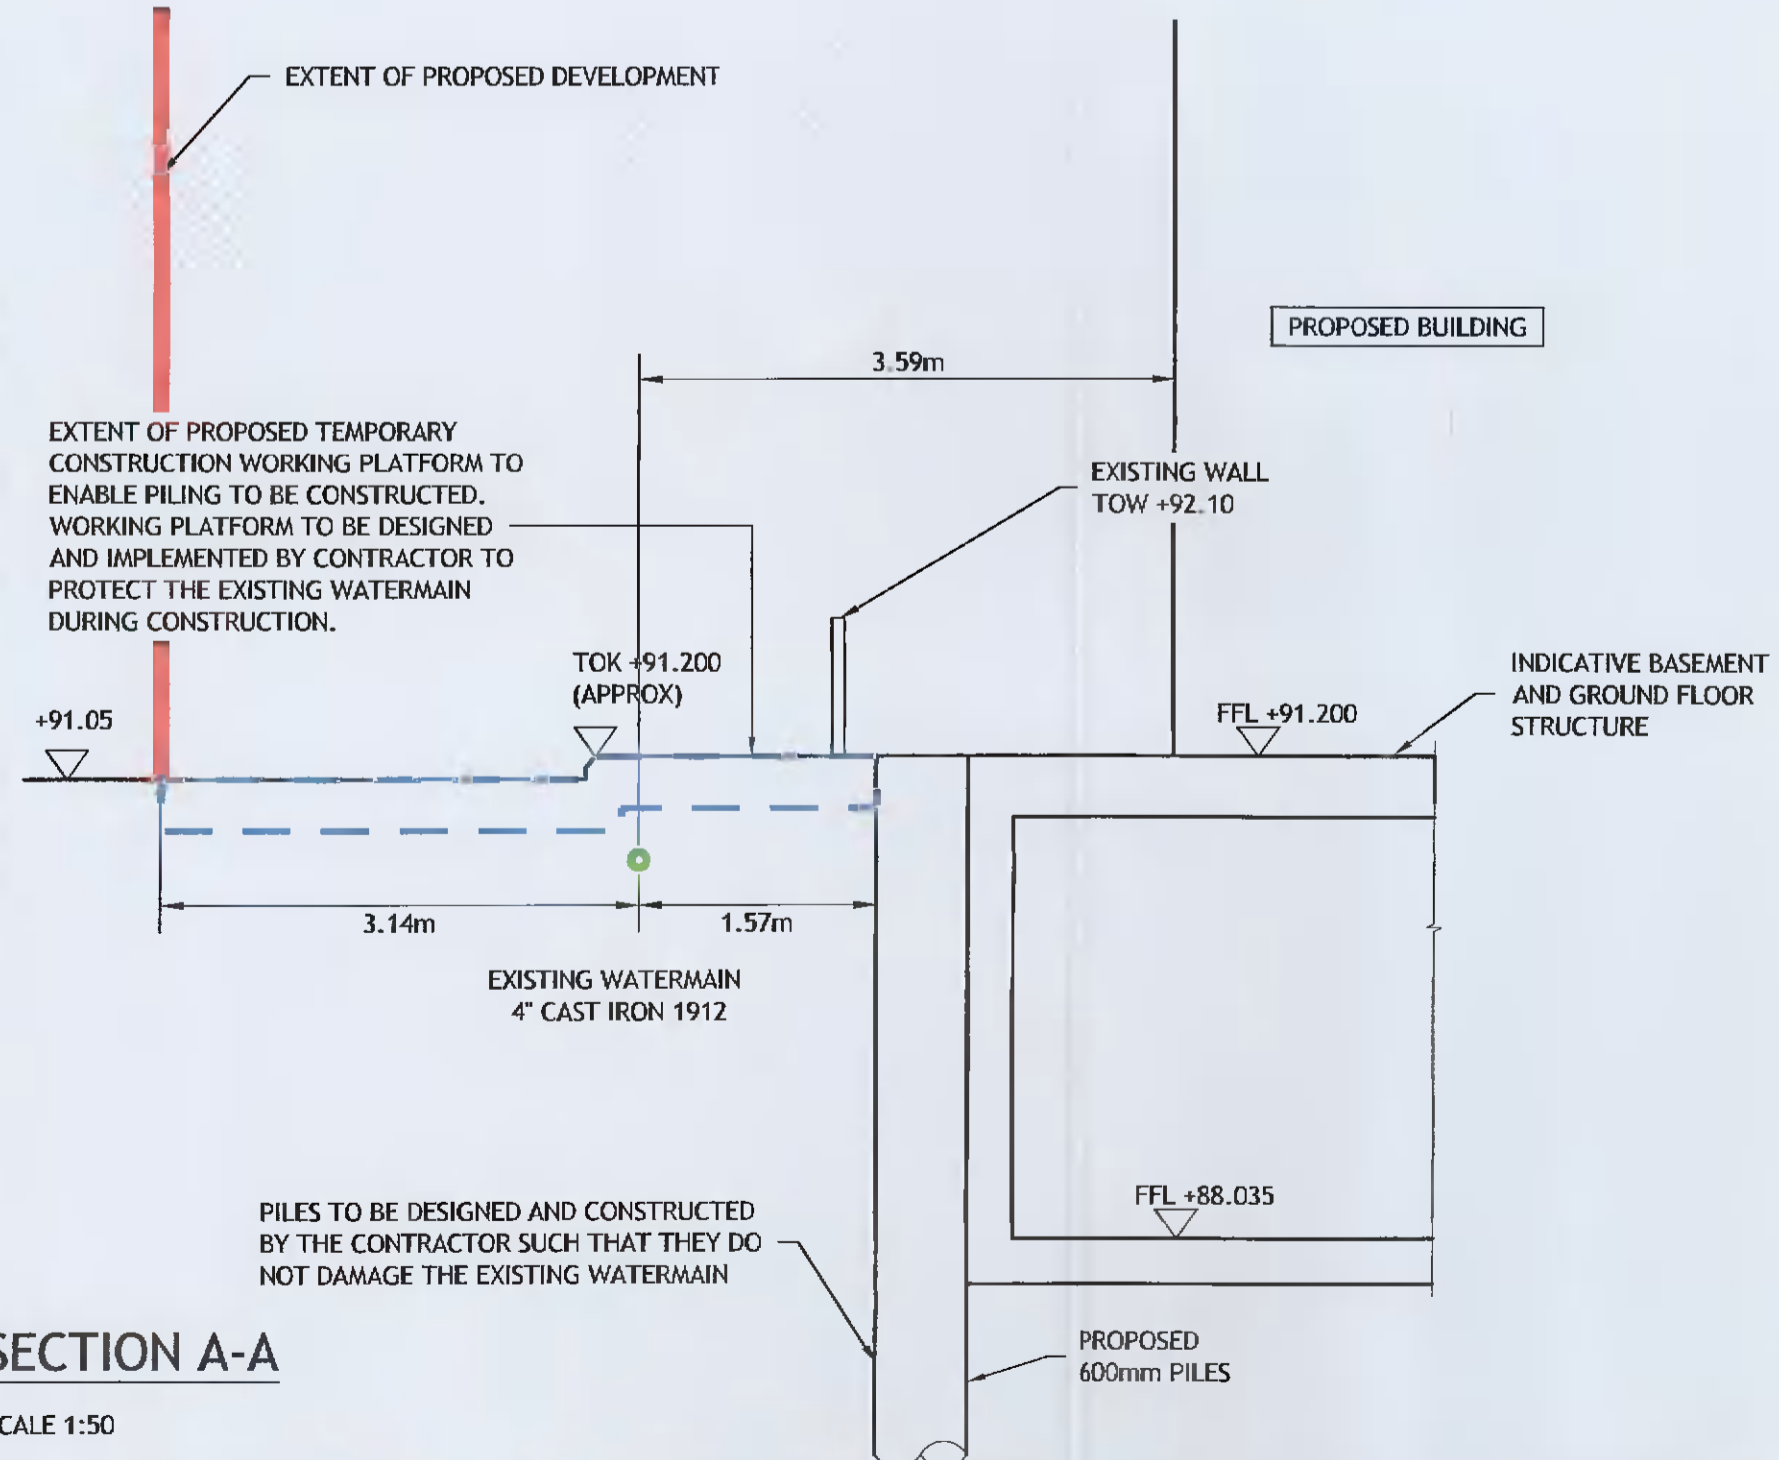 EXTENT OF PROPOSED DEVELOPMENT
PROPOSED BUILDING
3.59m
EXTENT OF PROPOSED TEMPORARY
CONSTRUCTION WORKING PLATFORM TO
ENABLE PILING TO BE CONSTRUCTED.
WORKING PLATFORM TO BE DESIGNED
AND IMPLEMENTED BY CONTRACTOR TO
PROTECT THE EXISTING WATERMAIN
DURING CONSTRUCTION.
EXISTING WALL
TOW +92.10
TOK +91.200
(APPROX)
INDICATIVE BASEMENT
AND GROUND FLOOR
STRUCTURE
+91.05
FFL +91.200
3.14m
1.57m
EXISTING WATERMAIN
4" CAST IRON 1912
FFL +88.035
PILES TO BE DESIGNED AND CONSTRUCTED
BY THE CONTRACTOR SUCH THAT THEY DO
NOT DAMAGE THE EXISTING WATERMAIN
PROPOSED
600mm PILES
SECTION A-A
CALE 1:50